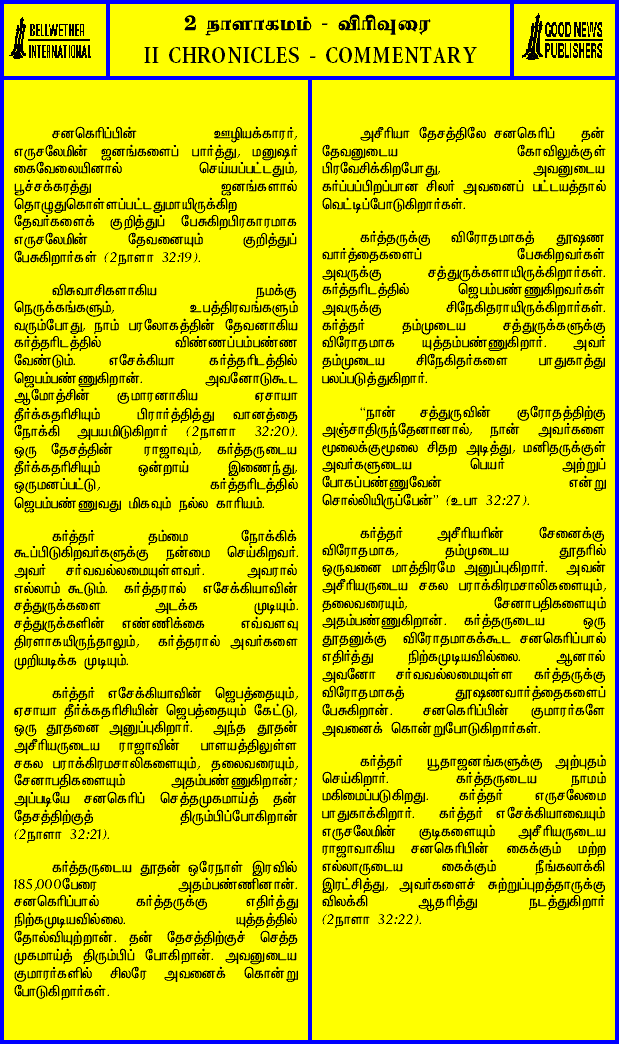 BELLWETHER
INTERNATIONAL
2 நாளாகமம் - விரிவுரை
II CHRONICLES - COMMENTARY
GOOD NEWS
PUBLISHERS
சனகெரிப்பின் ஊழியக்காரர்,
எருசலேமின் ஜனங்களைப் பார்த்து, மனுஷர்
கைவேலையினால் செய்யப்பட்டதும்,
பூச்சக்கரத்து ஜனங்களால்
தொழுதுகொள்ளப்பட்டதுமாயிருக்கிற
தேவர்களைக் குறித்துப் பேசுகிறபிரகாரமாக
எருசலேமின் தேவனையும் குறித்துப்
பேசுகிறார்கள் (2நாளா 32:19).
விசுவாசிகளாகிய நமக்கு
நெருக்கங்களும், உபத்திரவங்களும்
வரும்போது, நாம் பரலோகத்தின் தேவனாகிய
கர்த்தரிடத்தில் விண்ணப்பம்பண்ண
வேண்டும். எசேக்கியா கர்த்தரிடத்தில்
ஜெபம்பண்ணுகிறான். அவனோடுகூட
ஆமோத்சின் குமாரனாகிய ஏசாயா
தீர்க்கதரிசியும் பிரார்த்தித்து வானத்தை
நோக்கி அபயமிடுகிறார் (2நாளா 32:20).
ஒரு தேசத்தின் ராஜாவும், கர்த்தருடைய
தீர்க்கதரிசியும் ஒன்றாய் இணைந்து,
ஒருமனப்பட்டு, கர்த்தரிடத்தில்
ஜெபம்பண்ணுவது மிகவும் நல்ல காரியம்.
கர்த்தர் தம்மை நோக்கிக்
கூப்பிடுகிறவர்களுக்கு நன்மை செய்கிறவர்.
அவர் சர்வவல்லமையுள்ளவர். அவரால்
எல்லாம் கூடும். கர்த்தரால் எசேக்கியாவின்
சத்துருக்களை அடக்க முடியும்.
சத்துருக்களின் எண்ணிக்கை எவ்வளவு
திரளாகயிருந்தாலும், கர்த்தரால் அவர்களை
முறியடிக்க முடியும்.
கர்த்தர் எசேக்கியாவின் ஜெபத்தையும்,
ஏசாயா தீர்க்கதரிசியின் ஜெபத்தையும் கேட்டு,
ஒரு தூதனை அனுப்புகிறார். அந்த தூதன்
அசீரியருடைய ராஜாவின் பாளயத்திலுள்ள
சகல பராக்கிரமசாலிகளையும், தலைவரையும்,
சேனாபதிகளையும் அதம்பண்ணுகிறான்;
அப்படியே சனகெரிப் செத்தமுகமாய்த் தன்
தேசத்திற்குத் திரும்பிப்போகிறான்
(2நாளா 32:21).
கர்த்தருடைய தூதன் ஒரேநாள் இரவில்
185,000பேரை அதம்பண்ணினான்.
சனகெரிப்பால் கர்த்தருக்கு எதிர்த்து
நிற்கமுடியவில்லை. யுத்தத்தில்
தோல்வியுற்றான். தன் தேசத்திற்குச் செத்த
முகமாய்த் திரும்பிப் போகிறான். அவனுடைய
குமாரர்களில் சிலரே அவனைக் கொன்று
போடுகிறார்கள்.
அசீரியா தேசத்திலே சனகெரிப் தன்
தேவனுடைய கோவிலுக்குள்
பிரவேசிக்கிறபோது, அவனுடைய
கர்ப்பப்பிறப்பான சிலர் அவனைப் பட்டயத்தால்
வெட்டிப்போடுகிறார்கள்.
கர்த்தருக்கு விரோதமாகத் தூஷண
வார்த்தைகளைப் பேசுகிறவர்கள்
அவருக்கு சத்துருக்களாயிருக்கிறார்கள்.
கர்த்தரிடத்தில் ஜெபம்பண்ணுகிறவர்கள்
அவருக்கு சிநேகிதராயிருக்கிறார்கள்.
கர்த்தர் தம்முடைய சத்துருக்களுக்கு
விரோதமாக யுத்தம்பண்ணுகிறார். அவர்
தம்முடைய சிநேகிதர்களை பாதுகாத்து
பலப்படுத்துகிறார்.
"நான் சத்துருவின் குரோதத்திற்கு
அஞ்சாதிருந்தேனானால், நான் அவர்களை
மூலைக்குமூலை சிதற அடித்து, மனிதருக்குள்
அவர்களுடைய பெயர் அற்றுப்
போகப்பண்ணுவேன் என்று
சொல்லியிருப்பேன்" (உபா 32:27).
கர்த்தர் அசீரியரின் சேனைக்கு
விரோதமாக, தம்முடைய தூதரில்
ஒருவனை மாத்திரமே அனுப்புகிறார். அவன்
அசீரியருடைய சகல பராக்கிரமசாலிகளையும்,
தலைவரையும், சேனாபதிகளையும்
அதம்பண்ணுகிறான். கர்த்தருடைய ஒரு
தூதனுக்கு விரோதமாகக்கூட சனகெரிப்பால்
எதிர்த்து நிற்கமுடியவில்லை. ஆனால்
அவனோ சர்வவல்லமையுள்ள கர்த்தருக்கு
விரோதமாகத் தூஷணவார்த்தைகளைப்
பேசுகிறான். சனகெரிப்பின் குமாரர்களே
அவனைக் கொன்றுபோடுகிறார்கள்.
கர்த்தர் யூதாஜனங்களுக்கு அற்புதம்
செய்கிறார். கர்த்தருடைய நாமம்
மகிமைப்படுகிறது. கர்த்தர் எருசலேமை
பாதுகாக்கிறார். கர்த்தர் எசேக்கியாவையும்
எருசலேமின் குடிகளையும் அசீரியருடைய
ராஜாவாகிய சனகெரிபின் கைக்கும் மற்ற
எல்லாருடைய கைக்கும் நீங்கலாக்கி
இரட்சித்து, அவர்களைச் சுற்றுப்புறத்தாருக்கு
விலக்கி ஆதரித்து நடத்துகிறார்
(2நாளா 32:22).